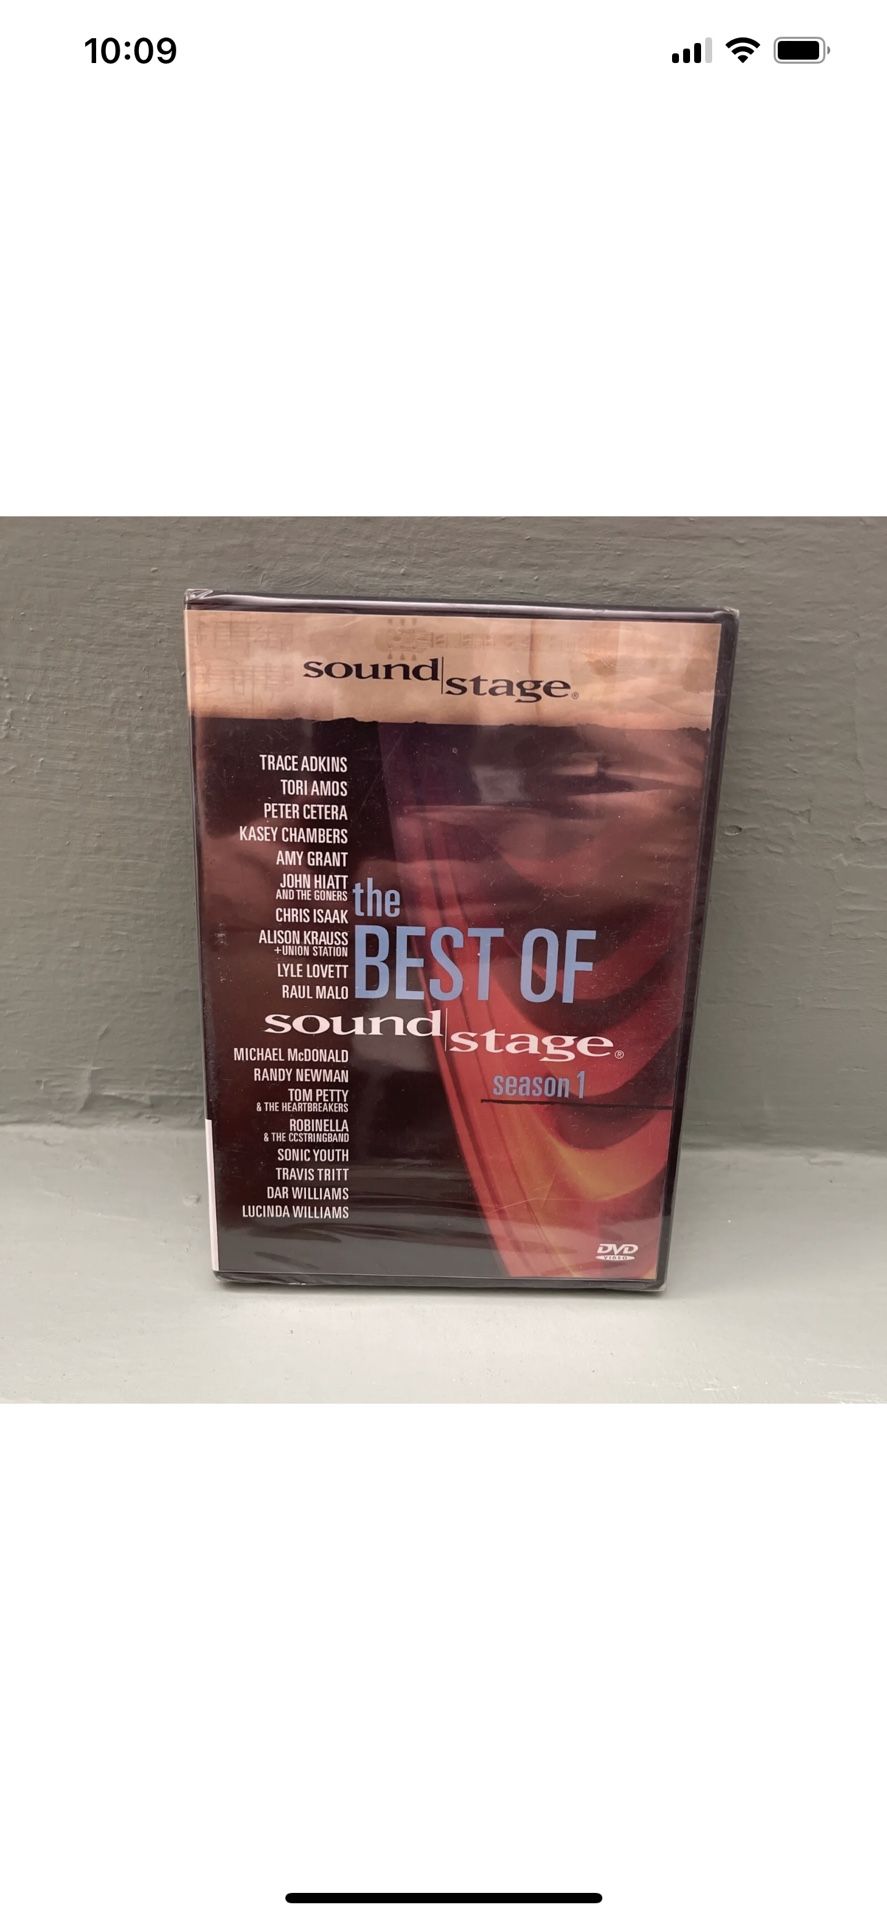 10:09
sound|stage®
TRACE ADKINS
TORI AMOS
PETER CETERA
KASEY CHAMBERS
AMY GRANT
JOHN HIATT
AND THE GONERS
CHRIS ISAAK
ALISON KRAUSS
+UNION STATION
LYLE LOVETT
RAUL MALO
the
BEST OF
sound|stage®
season 1
MICHAEL McDONALD
RANDY NEWMAN
TOM PETTY
& THE HEARTBREAKERS
ROBINELLA
& THE CCSTRINGBAND
SONIC YOUTH
TRAVIS TRITT
DAR WILLIAMS
LUCINDA WILLIAMS
DVD
VIDEO